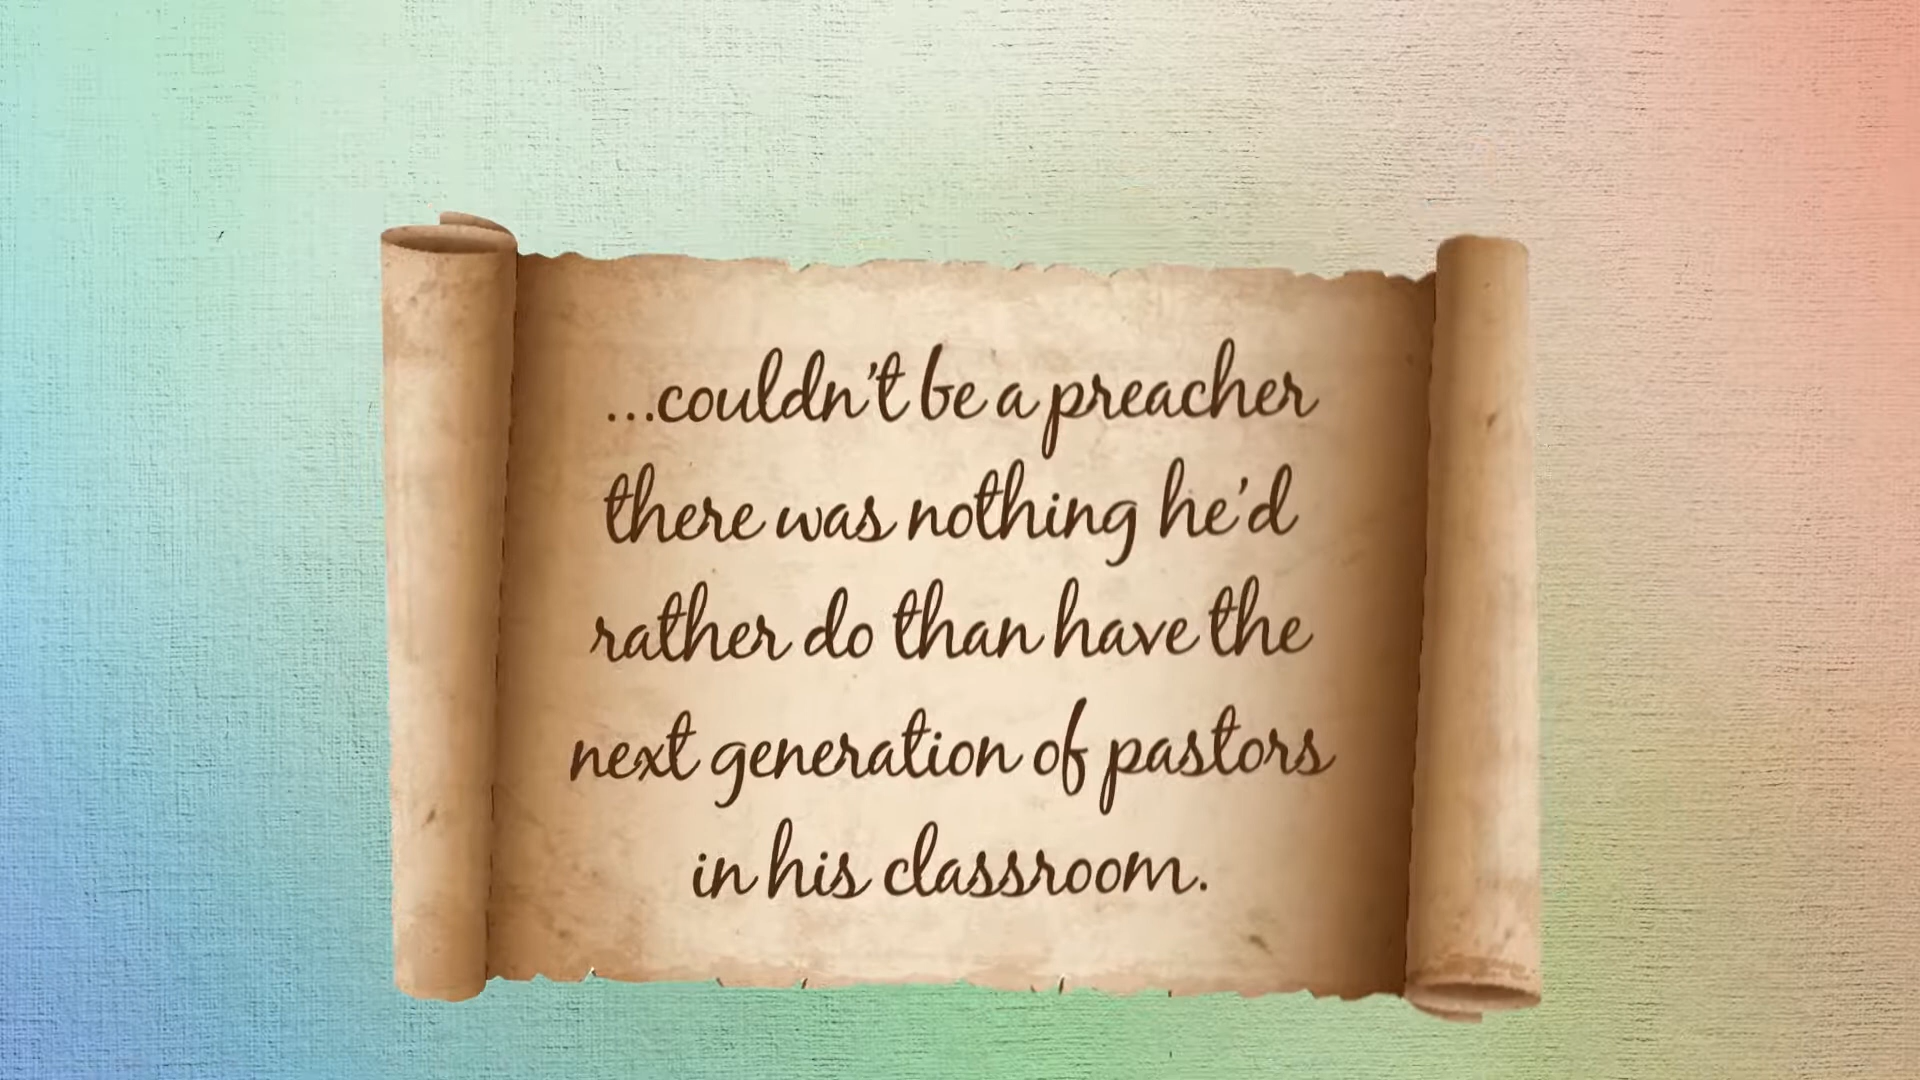 ...couldn't be a preacher
there was nothing he'd
rather do than have the
next generation of pastors
in his classroom.